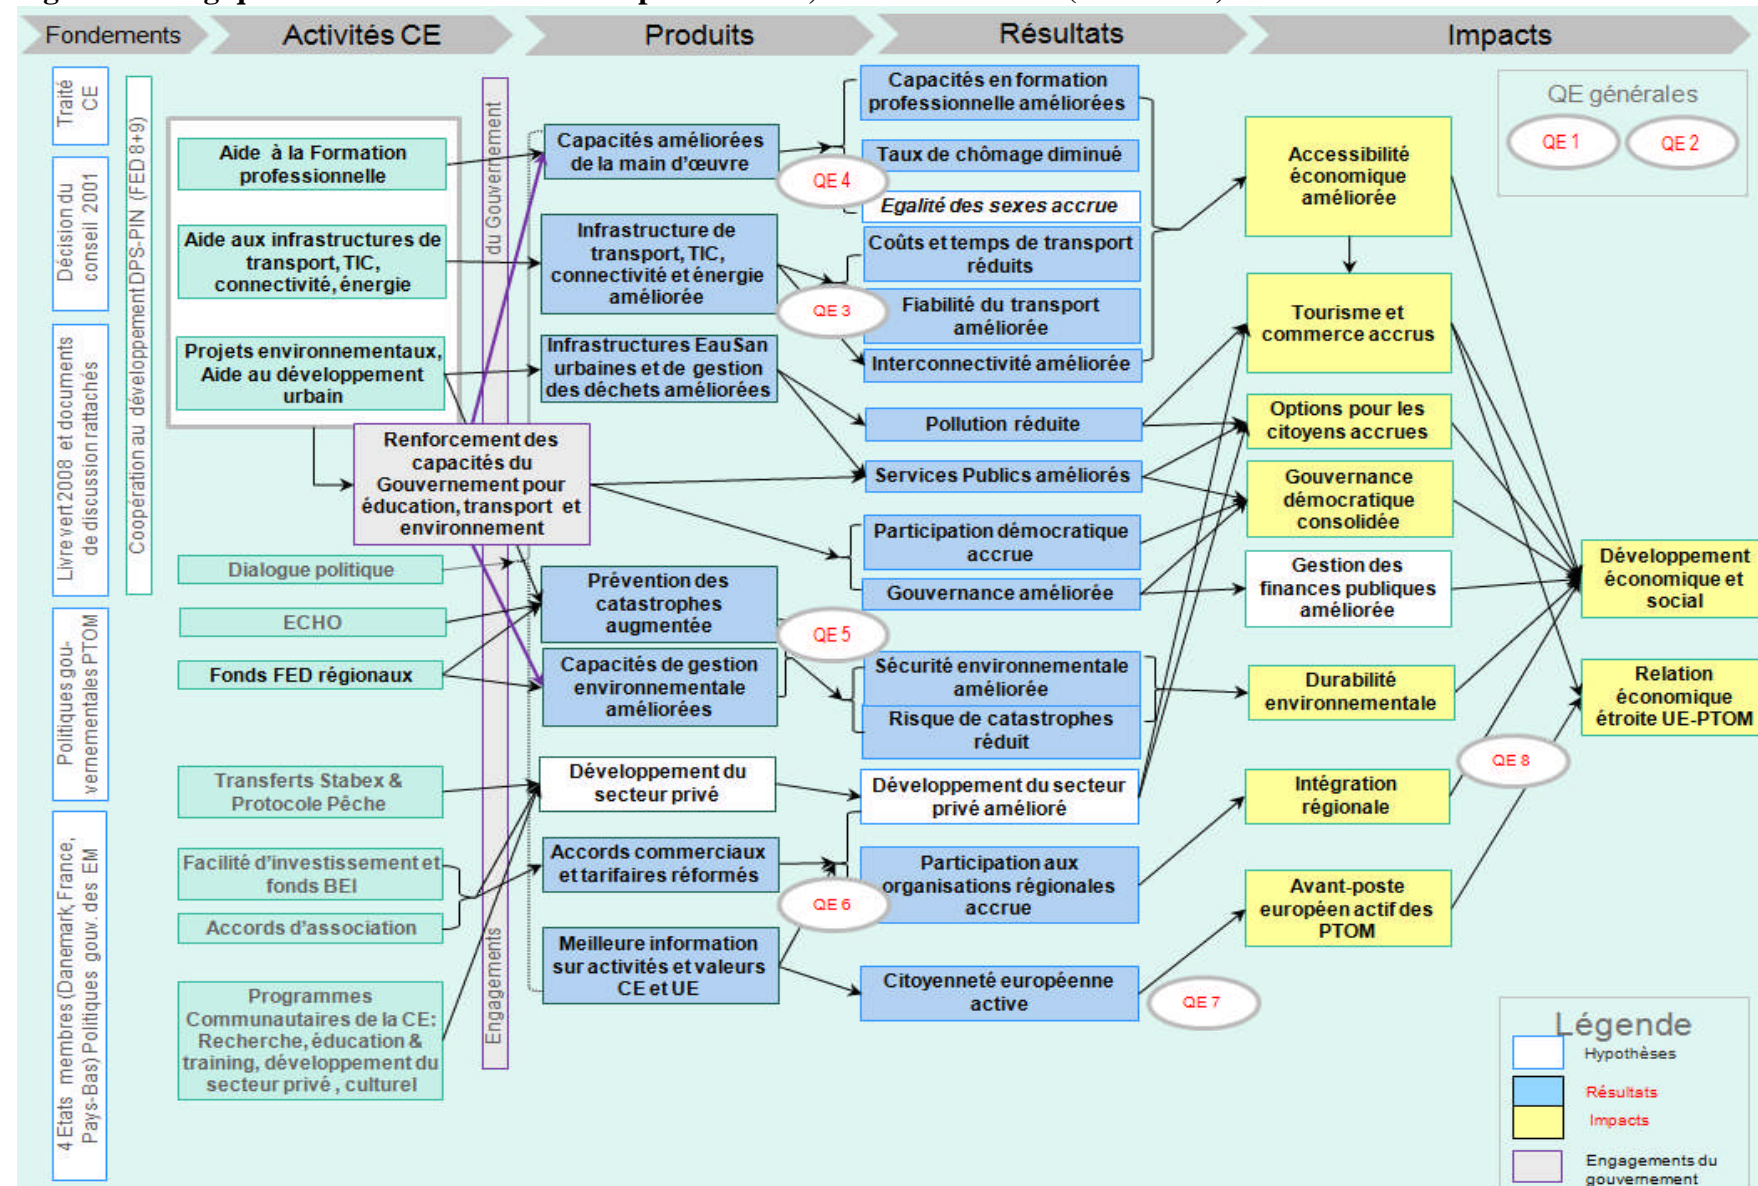 Fondements
Activités CE
Produits
Résultats
Impacts
Traité
CE
Décision du
conseil 2001
Livre vert 2008 et documents
de discussion rattachés
Politiques gou-
vernementales PTOM
4 Etats membres (Danemark, France,
Pays-Bas) Politiques gouv. des EM
Coopération au développement DPS-PIN (FED 8+9)
Aide à la Formation
professionnelle
Aide aux infrastructures de
transport, TIC,
connectivité, énergie
Projets environnementaux,
Aide au développement
urbain
Renforcement des
capacités du
Gouvernement pour
éducation, transport et
environnement
Dialogue politique
ECHO
Fonds FED régionaux
Transferts Stabex &
Protocole Pêche
Facilité d'investissement et
fonds BEI
Accords d'association
Programmes
Communautaires de la CE:
Recherche, éducation &
training, développement du
secteur privé , culturel
Engagements
du Gouvernement
Capacités améliorées
de la main d'œuvre
Infrastructure de
transport, TIC,
connectivité et énergie
améliorée
Infrastructures EauSan
urbaines et de gestion
des déchets améliorées
Prévention des
catastrophes
augmentée
Capacités de gestion
environnementale
améliorées
Développement du
secteur privé
Accords commerciaux
et tarifaires réformés
Meilleure information
sur activités et valeurs
CE et UE
QE 4
QE 3
QE 5
QE 6
Capacités en formation
professionnelle améliorées
Taux de chômage diminué
Egalité des sexes accrue
Coûts et temps de transport
réduits
Fiabilité du transport
améliorée
Interconnectivité améliorée
Pollution réduite
Services Publics améliorés
Participation démocratique
accrue
Gouvernance améliorée
Sécurité environnementale
améliorée
Risque de catastrophes
réduit
Développement du secteur
privé amélioré
Participation aux
organisations régionales
accrue
Citoyenneté européenne
active
QE 7
Accessibilité
économique
améliorée
Tourisme et
commerce accrus
Options pour les
citoyens accrues
Gouvernance
démocratique
consolidée
Gestion des
finances publiques
améliorée
Durabilité
environnementale
Intégration
régionale
Avant-poste
européen actif des
PTOM
QE 8
QE générales
QE 1
QE 2
Développement
économique et
social
Relation
économique
étroite UE-PTOM
Légende
Hypothèses
Résultats
Impacts
Engagements du
gouvernement